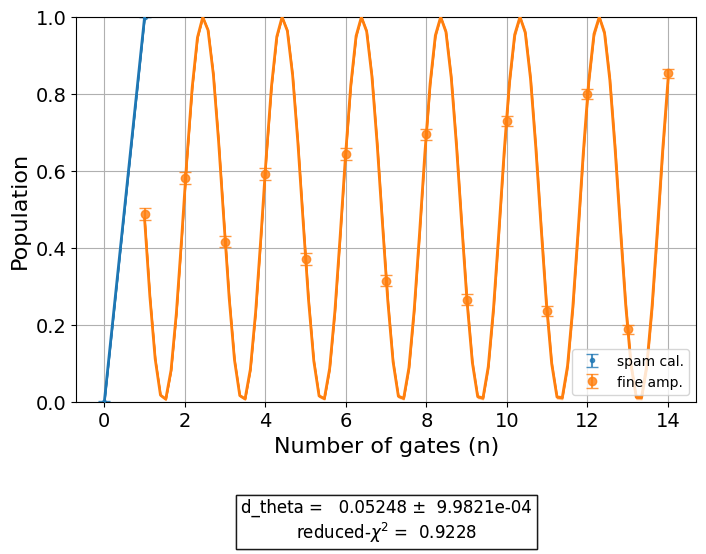 1.0
0.8
0.6
0.4
0.2
0.0
Population
0 2 4 6 8 10 12 14
Number of gates (n)
spam cal.
fine amp.
d_theta = 0.05248 ± 9.9821e-04
reduced-χ² = 0.9228